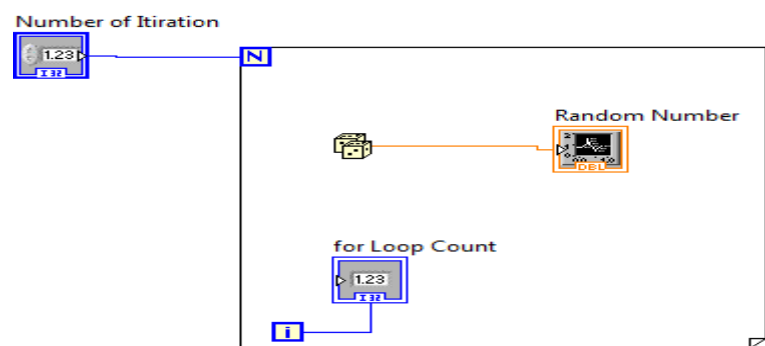 Number of Itiration
1.23
I32
N
Random Number
DBL
for Loop Count
1.23
I32
i